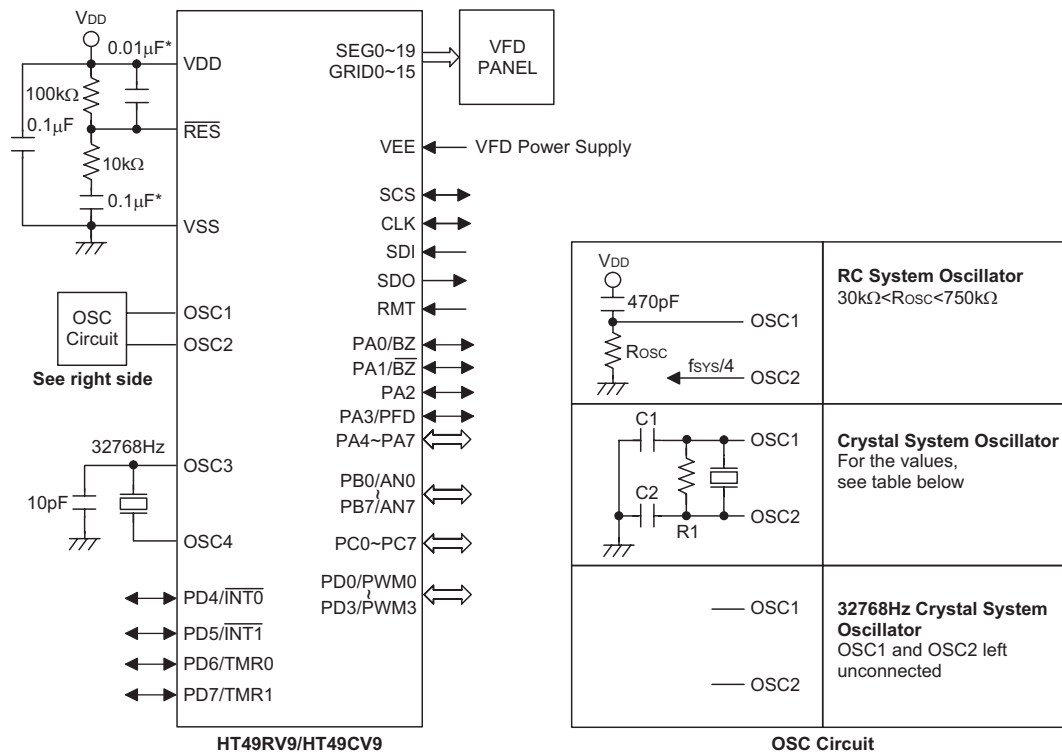 VDD
0.01μF*
VDD
100kΩ
0.1μF
RES
10kΩ
0.1μF*
VSS
OSC
Circuit
OSC1
OSC2
See right side
32768Hz
OSC3
10pF
OSC4
PD4/INT0
PD5/INT1
PD6/TMR0
PD7/TMR1
SEG0~19
GRID0~15
VFD
PANEL
VEE
VFD Power Supply
SCS
CLK
SDI
SDO
RMT
PA0/BZ
PA1/BZ
PA2
PA3/PFD
PA4~PA7
PB0/AN0
~
PB7/AN7
PC0~PC7
PD0/PWM0
~
PD3/PWM3
HT49RV9/HT49CV9
VDD
470pF
OSC1
ROSC
fSYS/4
OSC2
RC System Oscillator
30kΩ<ROSC<750kΩ
C1
OSC1
C2
OSC2
R1
Crystal System Oscillator
For the values,
see table below
OSC1
OSC2
32768Hz Crystal System
Oscillator
OSC1 and OSC2 left
unconnected
OSC Circuit